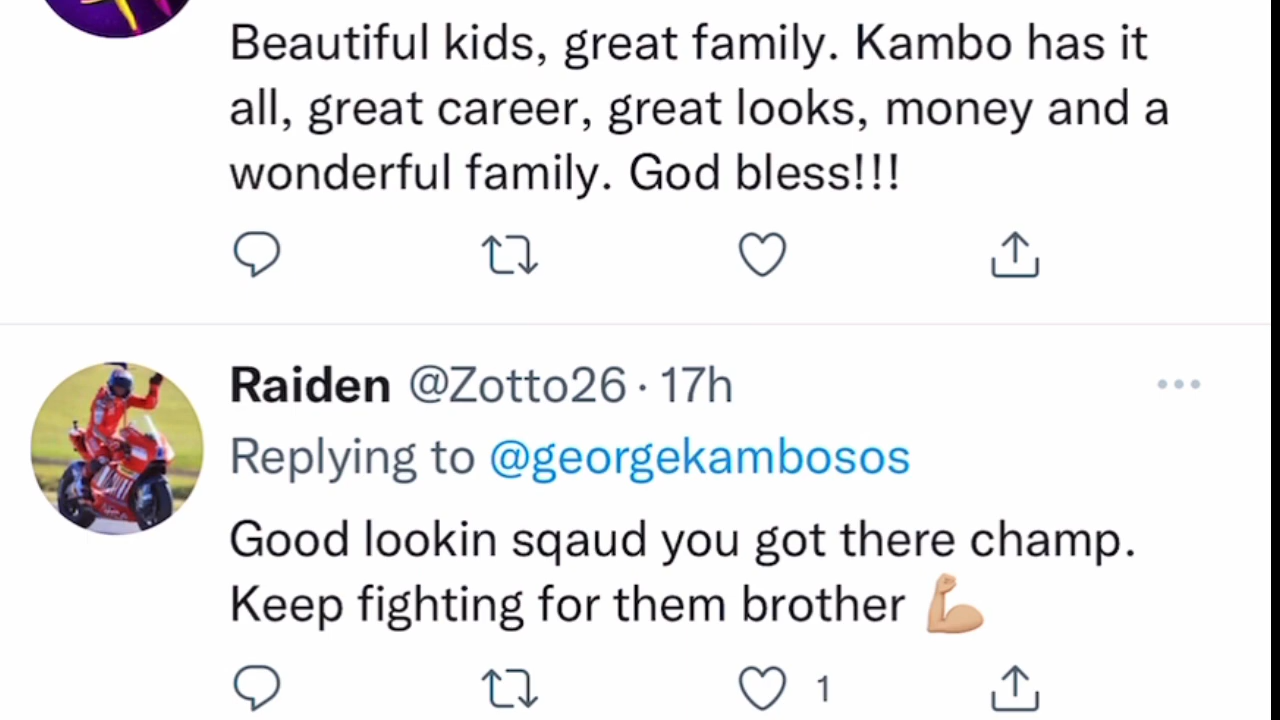 Beautiful kids, great family. Kambo has it
all, great career, great looks, money and a
wonderful family. God bless!!!
Raiden @Zotto26 · 17h
Replying to @georgekambosos
Good lookin sqaud you got there champ.
Keep fighting for them brother 💪🏼
1